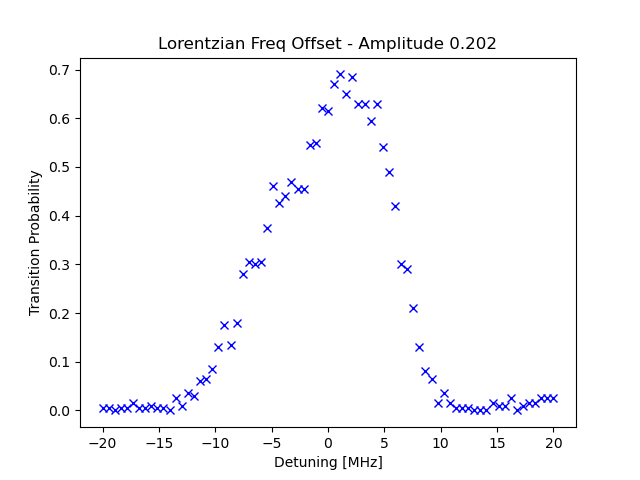 Lorentzian Freq Offset - Amplitude 0.202
Transition Probability
0.7
0.6
0.5
0.4
0.3
0.2
0.1
0.0
−20 −15 −10 −5 0 5 10 15 20
Detuning [MHz]